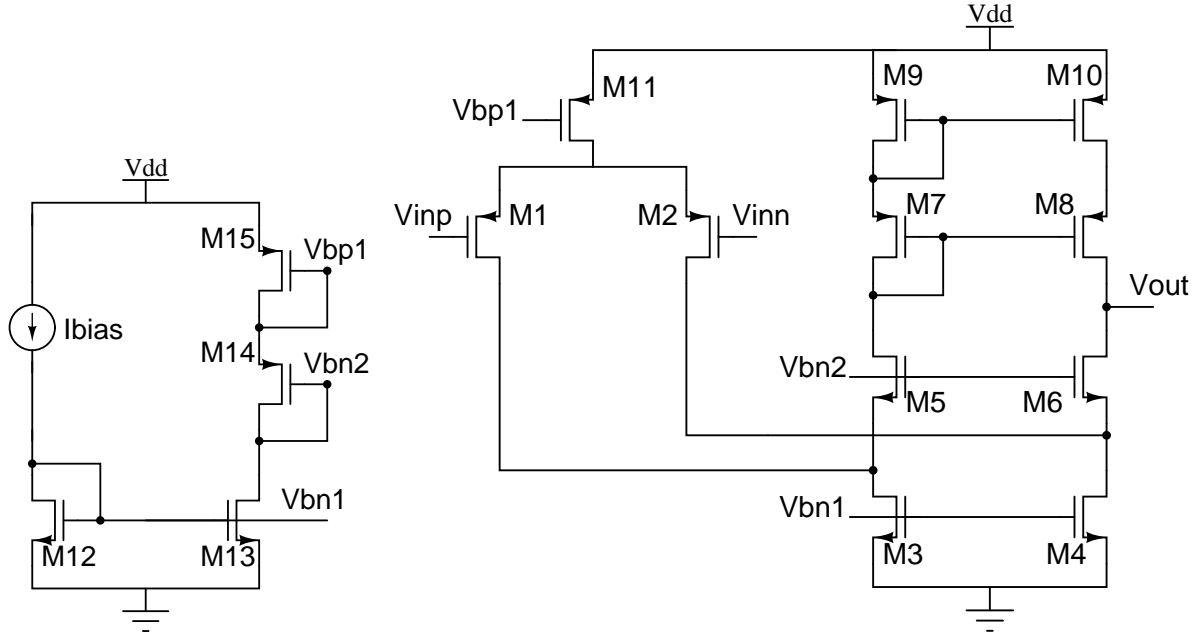 Vdd
M9
M10
M11
Vbp1
Vdd
M7
M8
Vinp
M1
M2
Vinn
M15
Vbp1
Vout
Ibias
M14
Vbn2
Vbn2
M5
M6
Vbn1
Vbn1
M12
M13
M3
M4